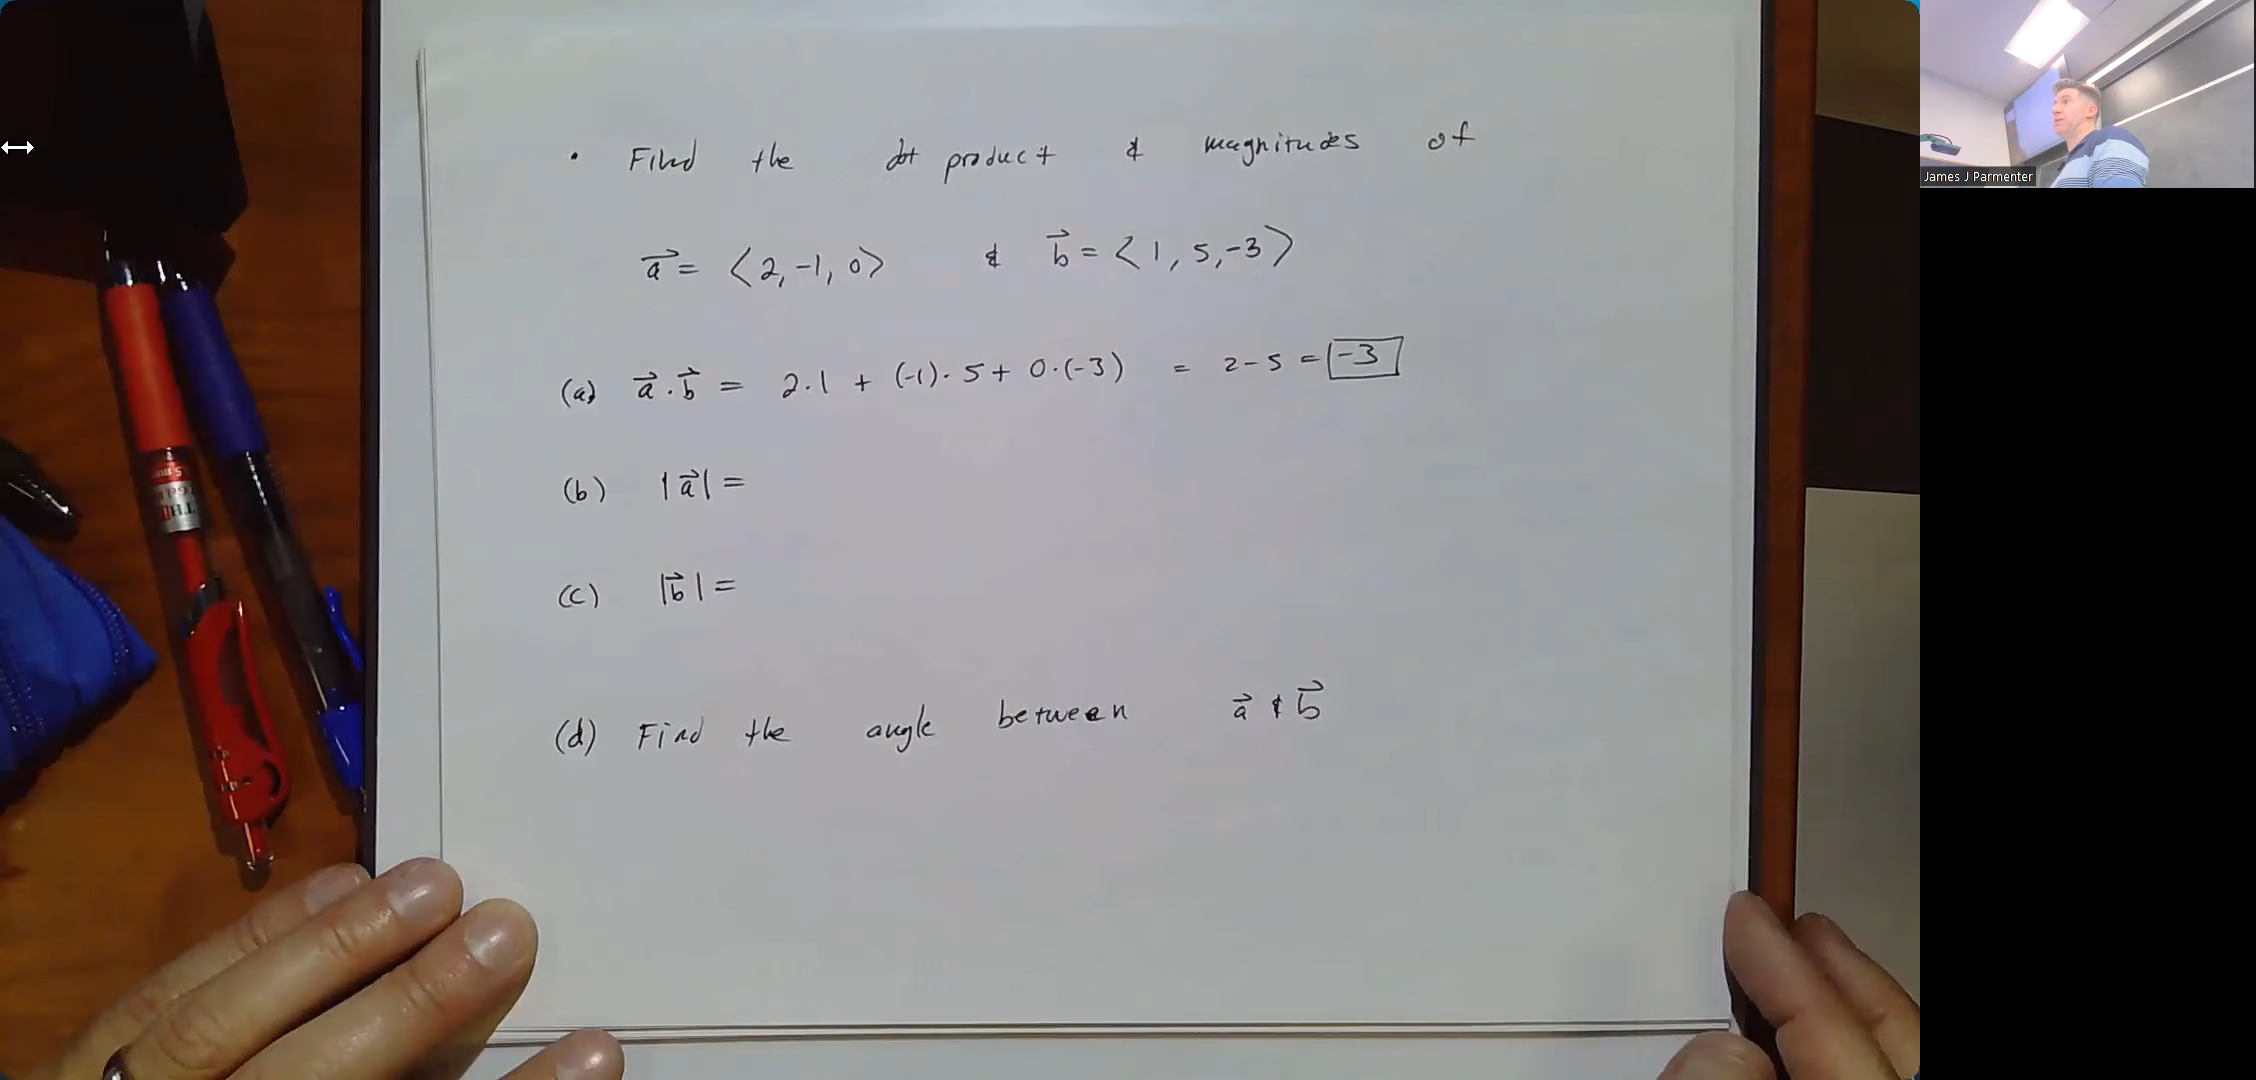 • Find the dot product & magnitudes of
a⃗ = ⟨2, -1, 0⟩ & b⃗ = ⟨1, 5, -3⟩
(a) a⃗ · b⃗ = 2·1 + (-1)·5 + 0·(-3) = 2 - 5 = -3
(b) |a⃗| =
(c) |b⃗| =
(d) Find the angle between a⃗ & b⃗
James J Parmenter